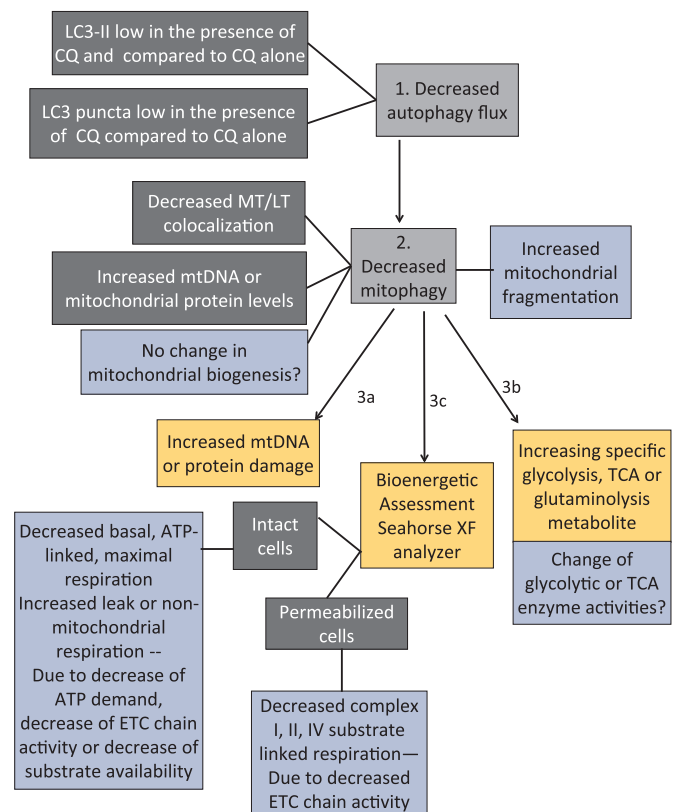 LC3-II low in the presence
of CQ and  compared to CQ alone
LC3 puncta low in the presence
of  CQ compared to CQ alone
1. Decreased
autophagy flux
Decreased MT/LT
colocalization
Increased mtDNA or
mitochondrial protein levels
No change in
mitochondrial biogenesis?
2.
Decreased
mitophagy
Increased
mitochondrial
fragmentation
3a
3c
3b
Increased mtDNA
or protein damage
Bioenergetic
Assessment
Seahorse XF
analyzer
Increasing specific
glycolysis, TCA or
glutaminolysis
metabolite
Change of
glycolytic or TCA
enzyme activities?
Intact
cells
Permeabilized
cells
Decreased basal, ATP-
linked, maximal
respiration
Increased leak or non-
mitochondrial
respiration --
Due to decrease of
ATP demand,
decrease of ETC chain
activity or decrease of
substrate availability
Decreased complex
I, II, IV substrate
linked respiration—
Due to decreased
ETC chain activity